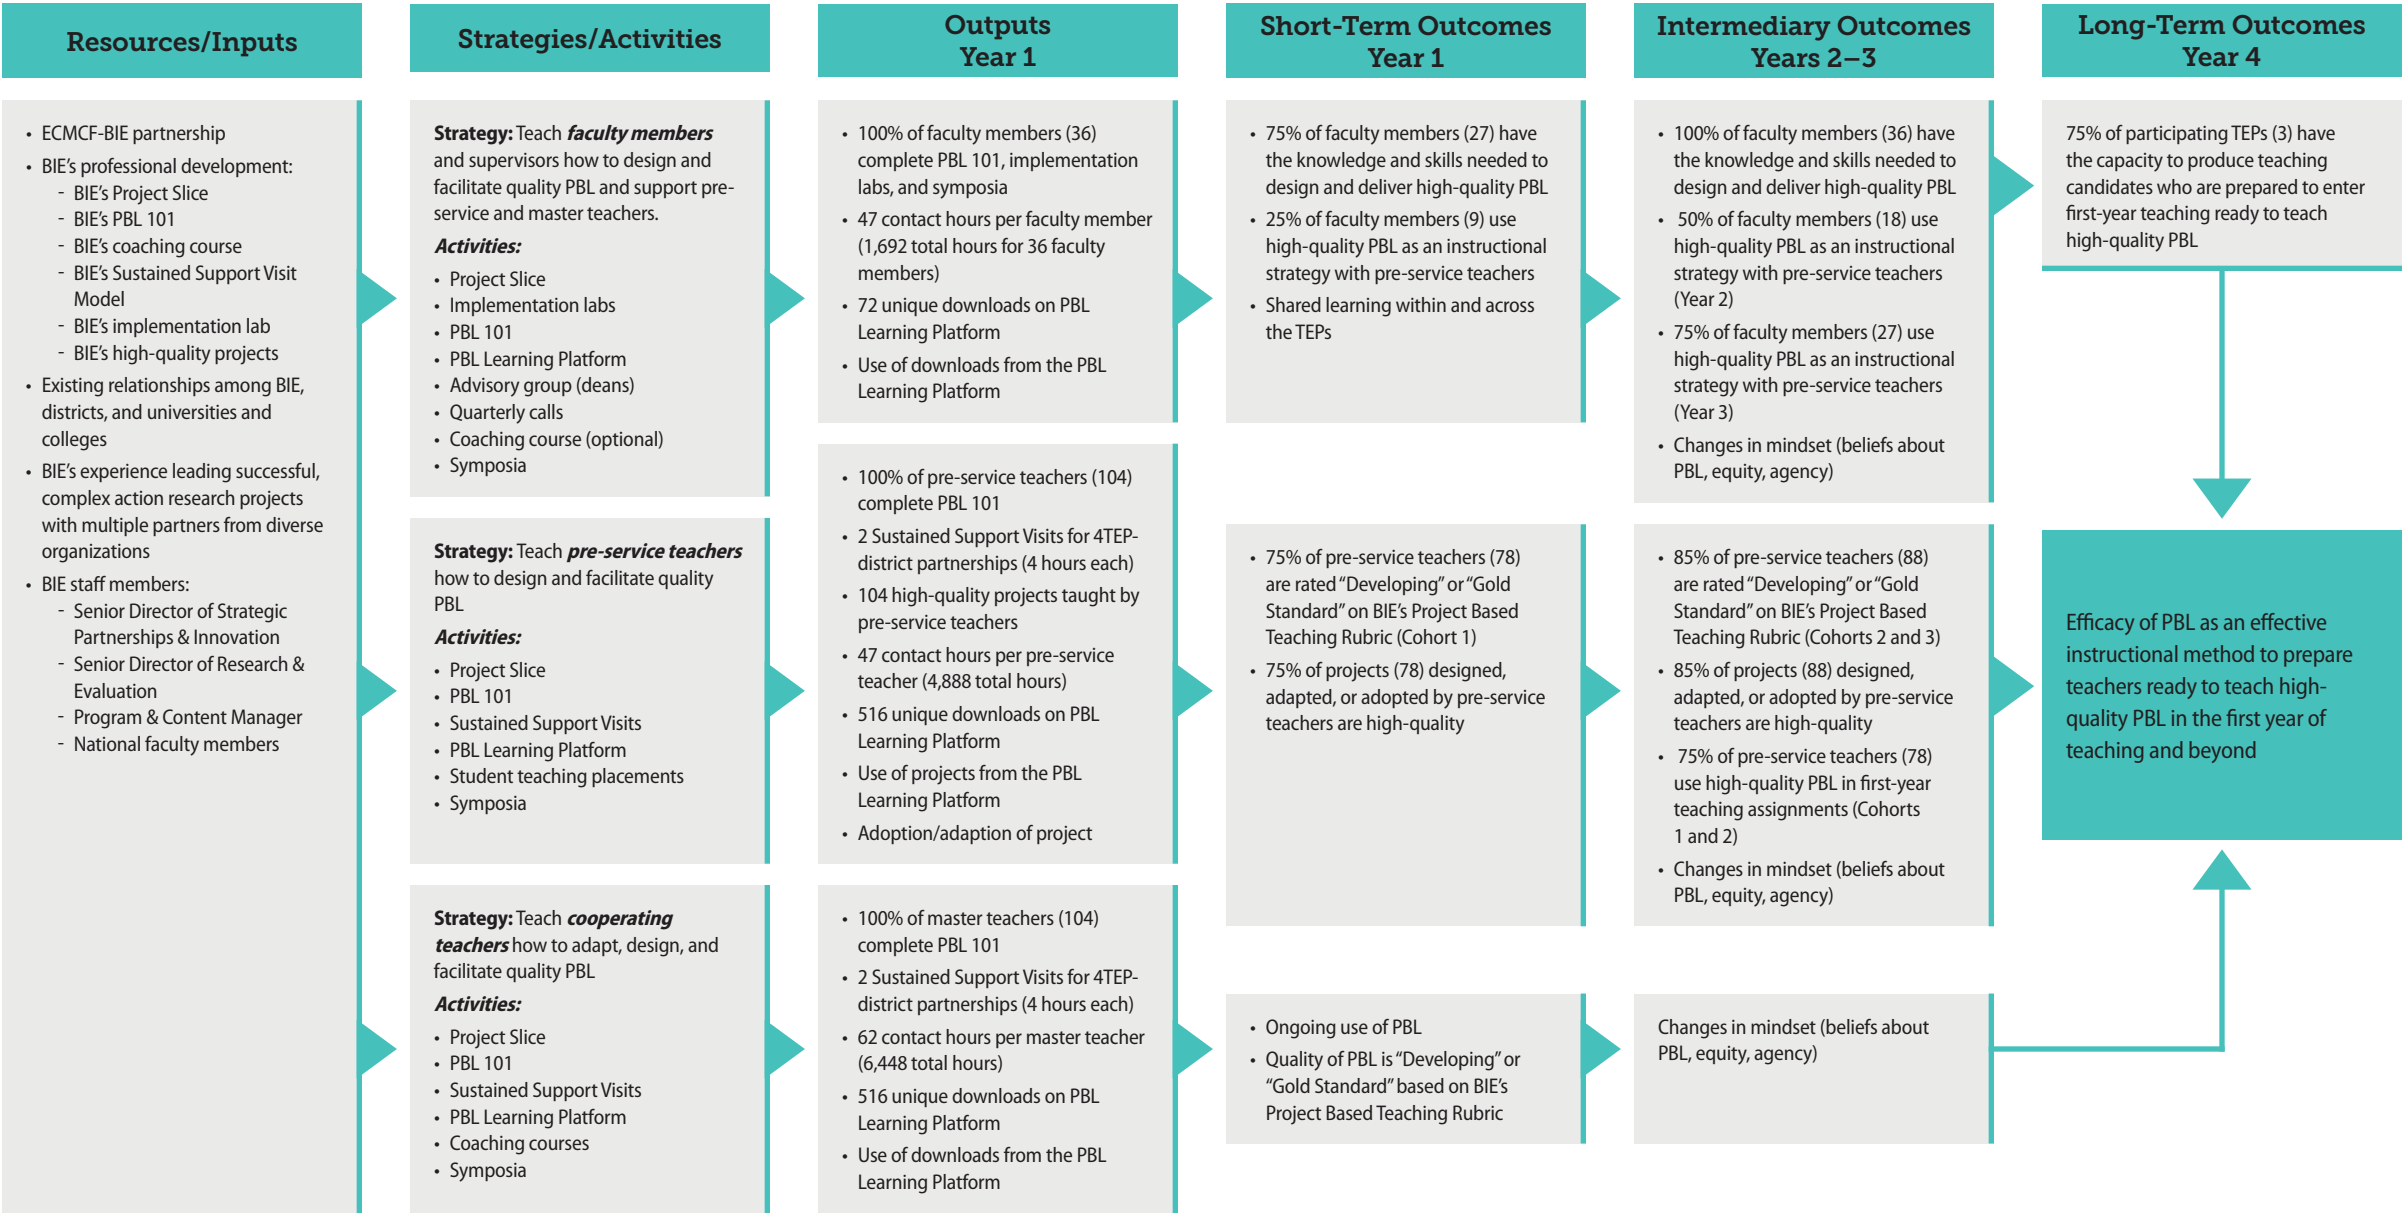 Resources/Inputs
• ECMCF-BIE partnership
• BIE’s professional development:
- BIE’s Project Slice
- BIE’s PBL 101
- BIE’s coaching course
- BIE’s Sustained Support Visit
Model
- BIE’s implementation lab
- BIE’s high-quality projects
• Existing relationships among BIE,
districts, and universities and
colleges
• BIE’s experience leading successful,
complex action research projects
with multiple partners from diverse
organizations
• BIE staff members:
- Senior Director of Strategic
Partnerships & Innovation
- Senior Director of Research &
Evaluation
- Program & Content Manager
- National faculty members
Strategies/Activities
Strategy: Teach faculty members
and supervisors how to design and
facilitate quality PBL and support pre-
service and master teachers.
Activities:
• Project Slice
• Implementation labs
• PBL 101
• PBL Learning Platform
• Advisory group (deans)
• Quarterly calls
• Coaching course (optional)
• Symposia
Strategy: Teach pre-service teachers
how to design and facilitate quality
PBL
Activities:
• Project Slice
• PBL 101
• Sustained Support Visits
• PBL Learning Platform
• Student teaching placements
• Symposia
Strategy: Teach cooperating
teachers how to adapt, design, and
facilitate quality PBL
Activities:
• Project Slice
• PBL 101
• Sustained Support Visits
• PBL Learning Platform
• Coaching courses
• Symposia
Outputs
Year 1
• 100% of faculty members (36)
complete PBL 101, implementation
labs, and symposia
• 47 contact hours per faculty member
(1,692 total hours for 36 faculty
members)
• 72 unique downloads on PBL
Learning Platform
• Use of downloads from the PBL
Learning Platform
• 100% of pre-service teachers (104)
complete PBL 101
• 2 Sustained Support Visits for 4TEP-
district partnerships (4 hours each)
• 104 high-quality projects taught by
pre-service teachers
• 47 contact hours per pre-service
teacher (4,888 total hours)
• 516 unique downloads on PBL
Learning Platform
• Use of projects from the PBL
Learning Platform
• Adoption/adaption of project
• 100% of master teachers (104)
complete PBL 101
• 2 Sustained Support Visits for 4TEP-
district partnerships (4 hours each)
• 62 contact hours per master teacher
(6,448 total hours)
• 516 unique downloads on PBL
Learning Platform
• Use of downloads from the PBL
Learning Platform
Short-Term Outcomes
Year 1
• 75% of faculty members (27) have
the knowledge and skills needed to
design and deliver high-quality PBL
• 25% of faculty members (9) use
high-quality PBL as an instructional
strategy with pre-service teachers
• Shared learning within and across
the TEPs
• 75% of pre-service teachers (78)
are rated “Developing” or “Gold
Standard” on BIE’s Project Based
Teaching Rubric (Cohort 1)
• 75% of projects (78) designed,
adapted, or adopted by pre-service
teachers are high-quality
• Ongoing use of PBL
• Quality of PBL is “Developing” or
“Gold Standard” based on BIE’s
Project Based Teaching Rubric
Intermediary Outcomes
Years 2–3
• 100% of faculty members (36) have
the knowledge and skills needed to
design and deliver high-quality PBL
• 50% of faculty members (18) use
high-quality PBL as an instructional
strategy with pre-service teachers
(Year 2)
• 75% of faculty members (27) use
high-quality PBL as an instructional
strategy with pre-service teachers
(Year 3)
• Changes in mindset (beliefs about
PBL, equity, agency)
• 85% of pre-service teachers (88)
are rated “Developing” or “Gold
Standard” on BIE’s Project Based
Teaching Rubric (Cohorts 2 and 3)
• 85% of projects (88) designed,
adapted, or adopted by pre-service
teachers are high-quality
• 75% of pre-service teachers (78)
use high-quality PBL in first-year
teaching assignments (Cohorts
1 and 2)
• Changes in mindset (beliefs about
PBL, equity, agency)
Changes in mindset (beliefs about
PBL, equity, agency)
Long-Term Outcomes
Year 4
75% of participating TEPs (3) have
the capacity to produce teaching
candidates who are prepared to enter
first-year teaching ready to teach
high-quality PBL
Efficacy of PBL as an effective
instructional method to prepare
teachers ready to teach high-
quality PBL in the first year of
teaching and beyond